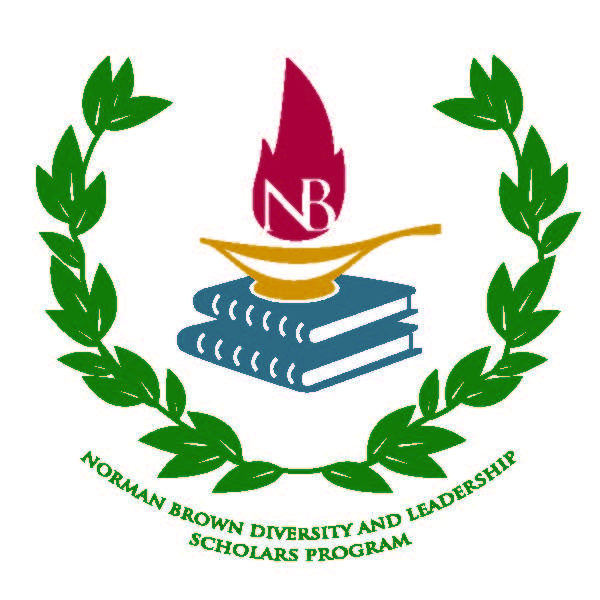 NB
NORMAN BROWN DIVERSITY AND LEADERSHIP
SCHOLARS PROGRAM